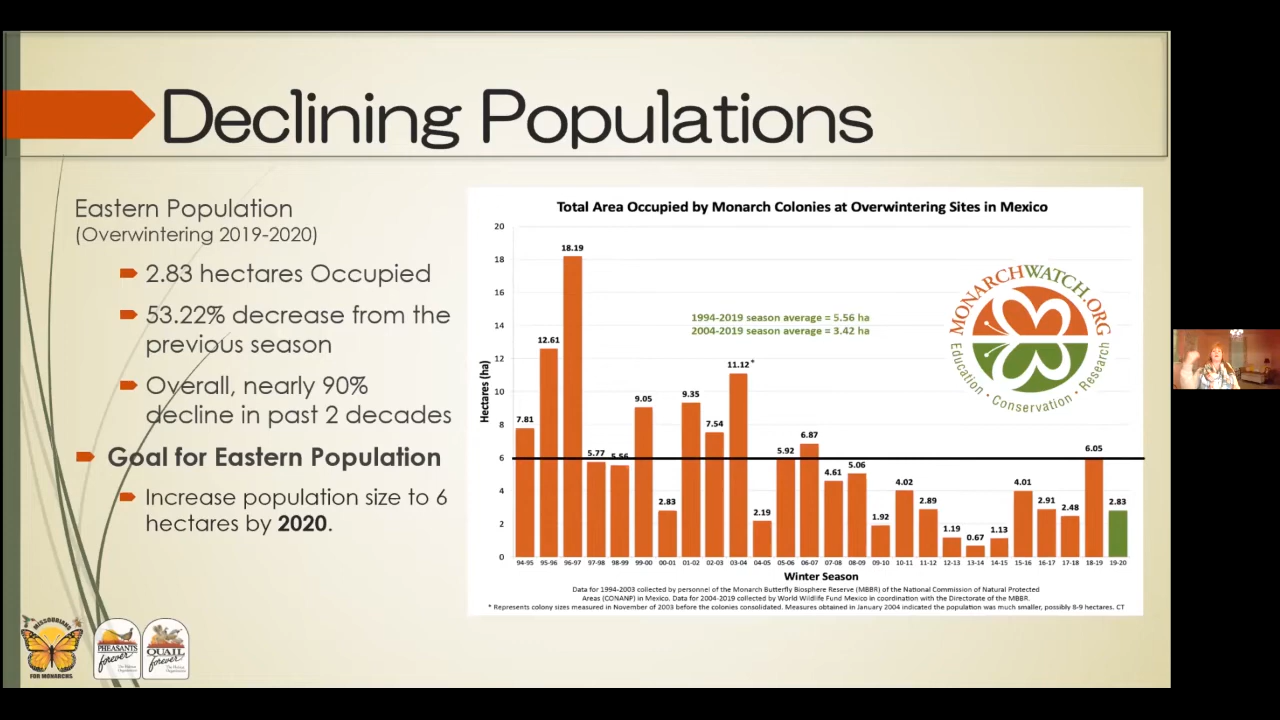 Declining Populations
Eastern Population
(Overwintering 2019-2020)
2.83 hectares Occupied
53.22% decrease from the
previous season
Overall, nearly 90%
decline in past 2 decades
Goal for Eastern Population
Increase population size to 6
hectares by 2020.
Total Area Occupied by Monarch Colonies at Overwintering Sites in Mexico
1994-2019 season average = 5.56 ha
2004-2019 season average = 3.42 ha
MONARCHWATCH.ORG
Education • Conservation • Research
Hectares (ha)
20
18
16
14
12
10
8
6
4
2
0
7.81
12.61
18.19
5.77
5.56
9.05
2.83
9.35
7.54
11.12*
2.19
5.92
6.87
4.61
5.06
1.92
4.02
2.89
1.19
0.67
1.13
4.01
2.91
2.48
6.05
2.83
94-95 95-96 96-97 97-98 98-99 99-00 00-01 01-02 02-03 03-04 04-05 05-06 06-07 07-08 08-09 09-10 10-11 11-12 12-13 13-14 14-15 15-16 16-17 17-18 18-19 19-20
Winter Season
Data for 1994-2003 collected by personnel of the Monarch Butterfly Biosphere Reserve (MBBR) of the National Commission of Natural Protected
Areas (CONANP) in Mexico. Data for 2004-2019 collected by World Wildlife Fund Mexico in coordination with the Directorate of the MBBR.
* Represents colony sizes measured in November of 2003 before the colonies consolidated. Measures obtained in January 2004 indicated the population was much smaller, possibly 8-9 hectares. CT
MISSOURIANS
FOR MONARCHS
PHEASANTS
forever
QUAIL
forever